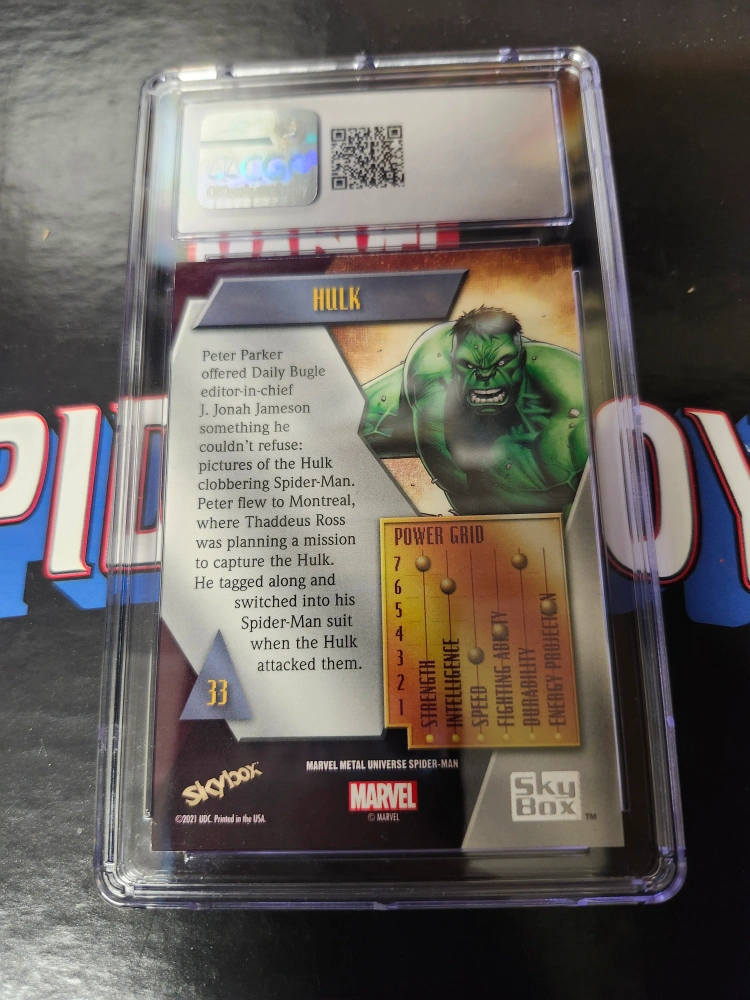 CGC
HULK
Peter Parker
offered Daily Bugle
editor-in-chief
J. Jonah Jameson
something he
couldn't refuse:
pictures of the Hulk
clobbering Spider-Man.
Peter flew to Montreal,
where Thaddeus Ross
was planning a mission
to capture the Hulk.
He tagged along and
switched into his
Spider-Man suit
when the Hulk
attacked them.
33
POWER GRID
7
6
5
4
3
2
1
STRENGTH
INTELLIGENCE
SPEED
FIGHTING ABILITY
DURABILITY
ENERGY PROJECTION
MARVEL METAL UNIVERSE SPIDER-MAN
skybox
©2021 UDC. Printed in the USA.
MARVEL
© MARVEL
Sky
Box ™